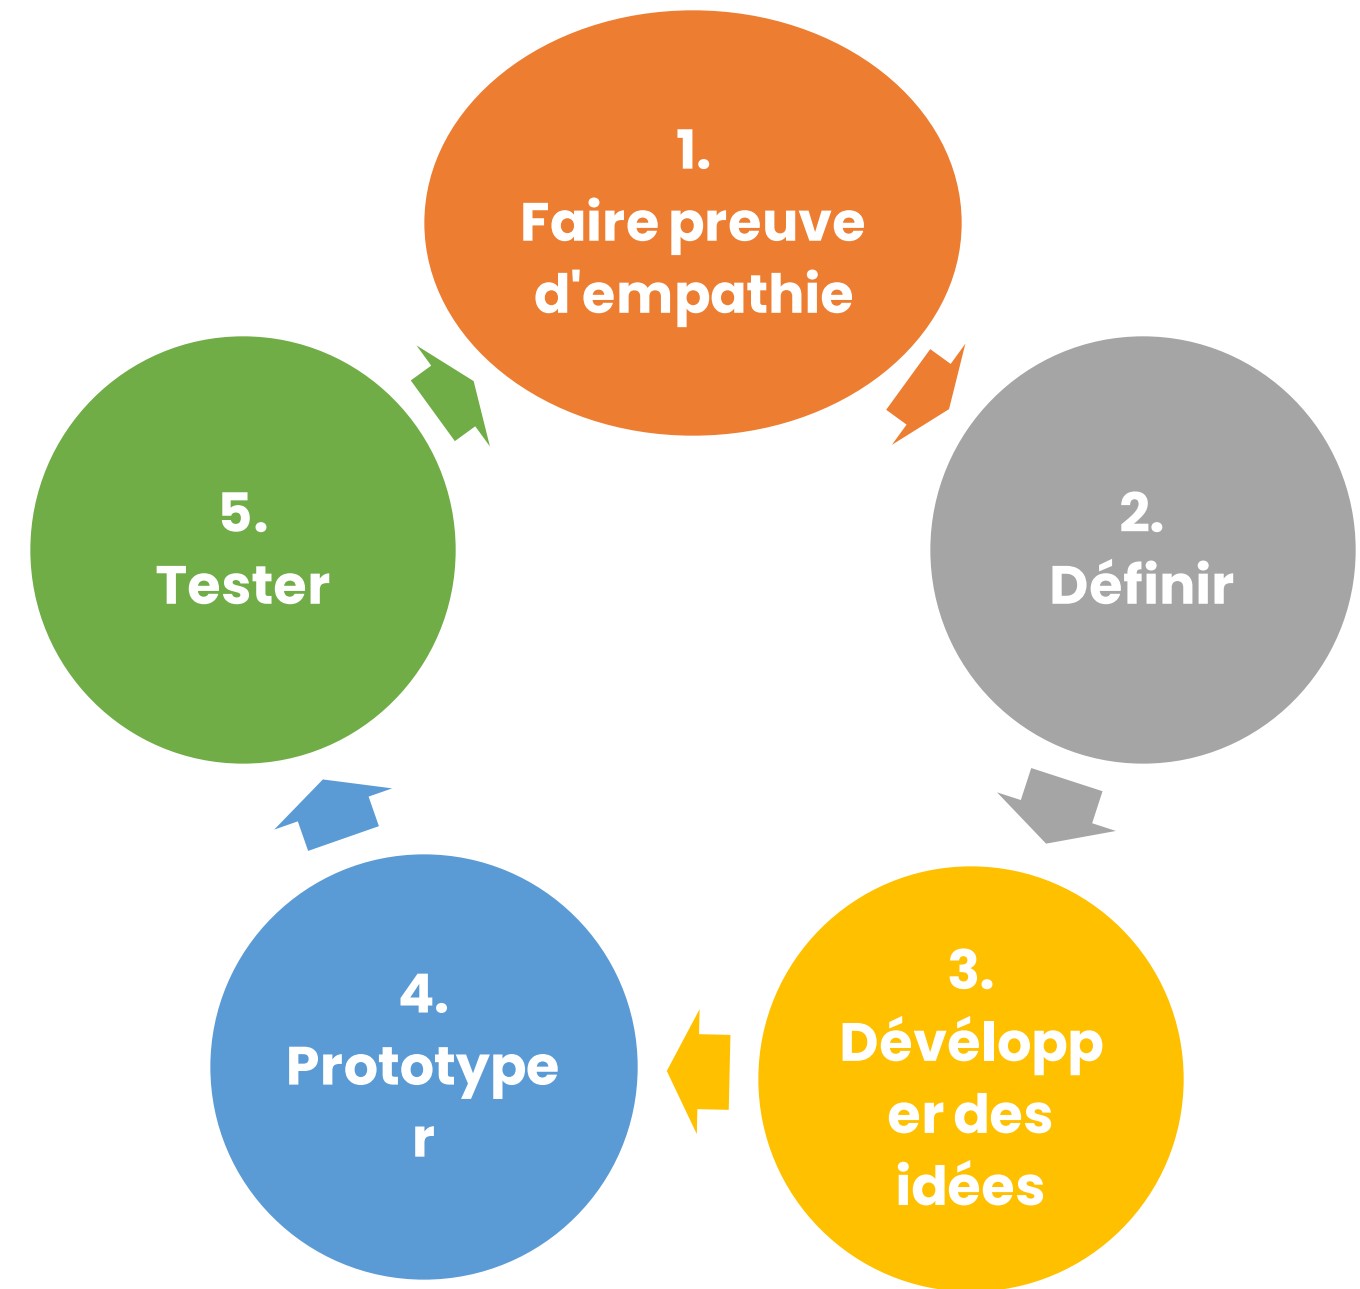 1.
Faire preuve
d'empathie
2.
Définir
3.
Dévélopp
er des
idées
4.
Prototype
r
5.
Tester